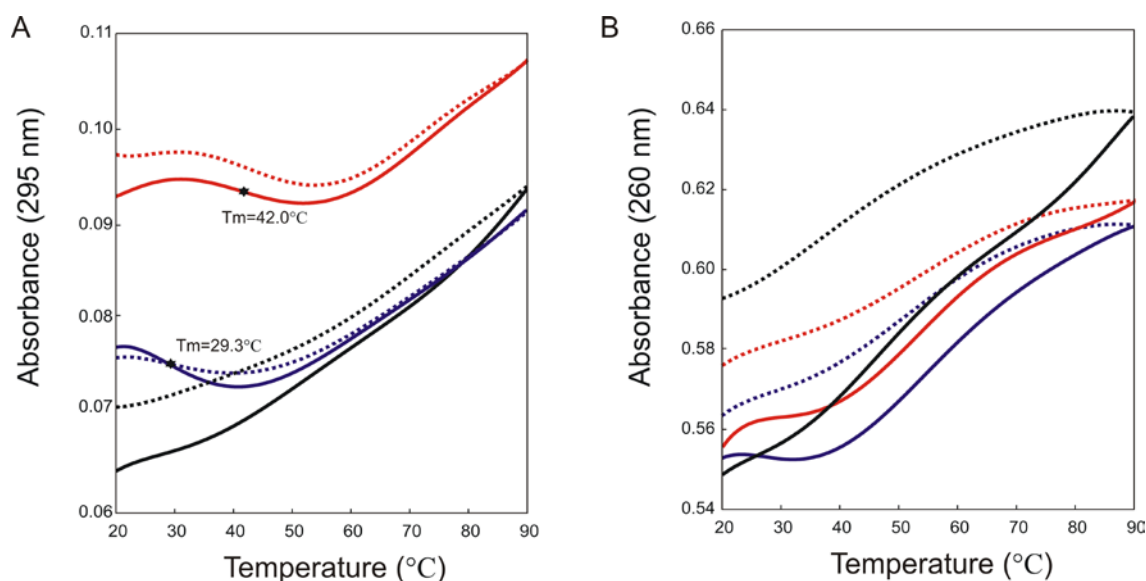 A
Absorbance (295 nm)
0.11
0.10
0.09
0.08
0.07
0.06
Tm=42.0°C
Tm=29.3°C
20 30 40 50 60 70 80 90
Temperature (°C)
B
Absorbance (260 nm)
0.66
0.64
0.62
0.60
0.58
0.56
0.54
20 30 40 50 60 70 80 90
Temperature (°C)